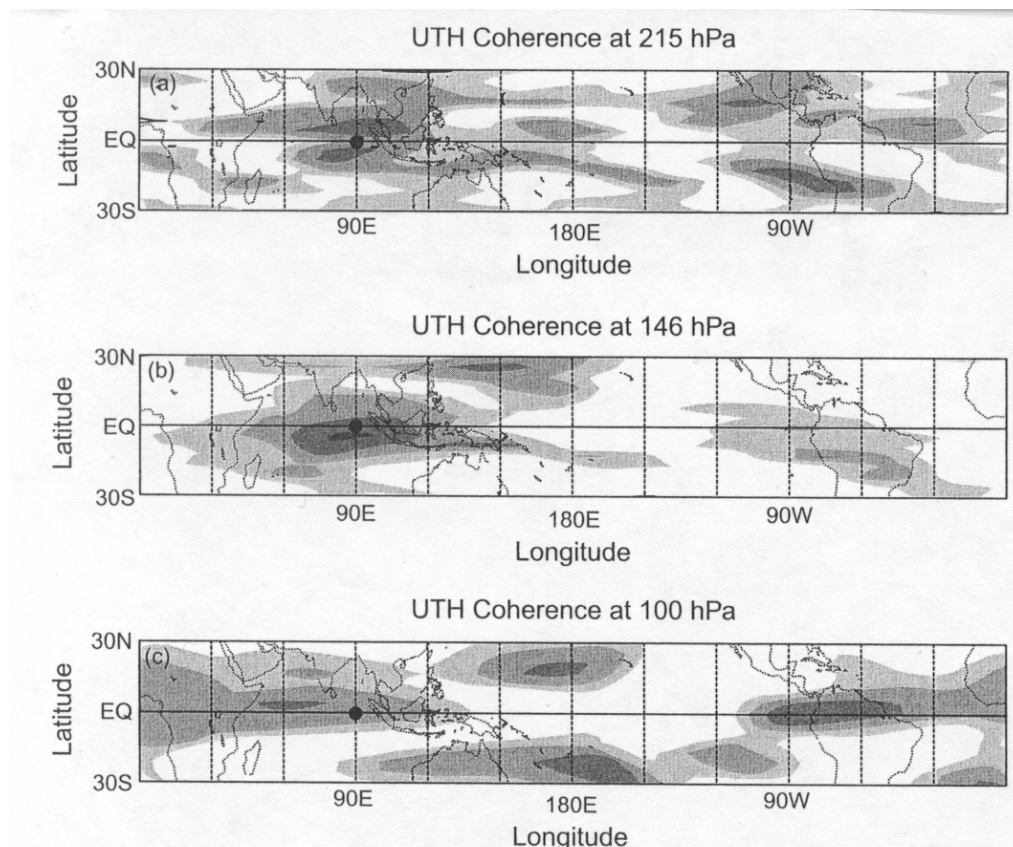 UTH Coherence at 215 hPa
30N
(a)
EQ
30S
Latitude
90E
180E
90W
Longitude
UTH Coherence at 146 hPa
30N
(b)
EQ
30S
Latitude
90E
180E
90W
Longitude
UTH Coherence at 100 hPa
30N
(c)
EQ
30S
Latitude
90E
180E
90W
Longitude